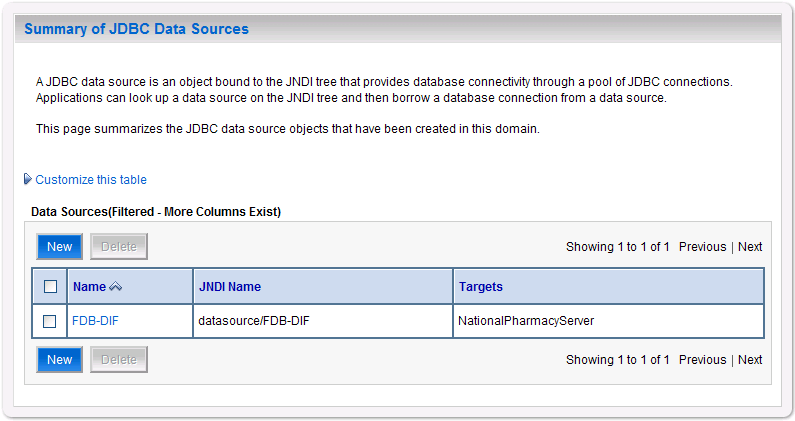 Summary of JDBC Data Sources
A JDBC data source is an object bound to the JNDI tree that provides database connectivity through a pool of JDBC connections.
Applications can look up a data source on the JNDI tree and then borrow a database connection from a data source.
This page summarizes the JDBC data source objects that have been created in this domain.
Customize this table
Data Sources(Filtered - More Columns Exist)
New Delete Showing 1 to 1 of 1 Previous | Next
Name JNDI Name Targets
FDB-DIF datasource/FDB-DIF NationalPharmacyServer
New Delete Showing 1 to 1 of 1 Previous | Next